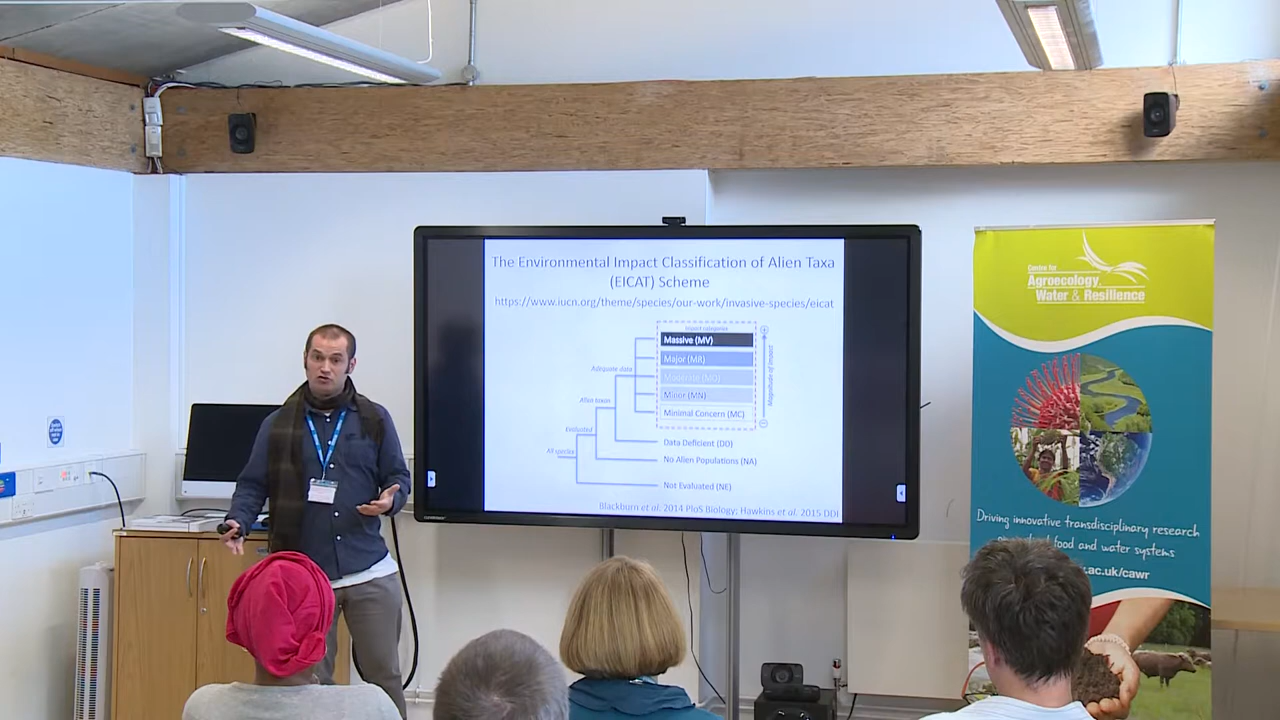 The Environmental Impact Classification of Alien Taxa
(EICAT) Scheme
https://www.iucn.org/theme/species/our-work/invasive-species/eicat
Impact categories
Massive (MV)
Major (MR)
Moderate (MO)
Minor (MN)
Minimal Concern (MC)
Magnitude of impact
Adequate data
Alien taxon
Evaluated
All species
Data Deficient (DD)
No Alien Populations (NA)
Not Evaluated (NE)
Blackburn et al. 2014 PloS Biology; Hawkins et al. 2015 DDI
Centre for
Agroecology,
Water & Resilience
Driving innovative transdisciplinary research
food and water systems
.ac.uk/cawr